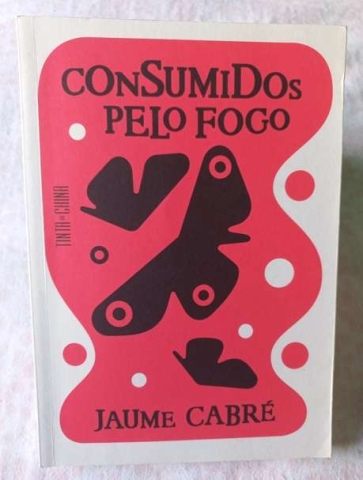 CONSUMIDOS
PELO FOGO
TINTA DA CHINA
JAUME CABRÉ